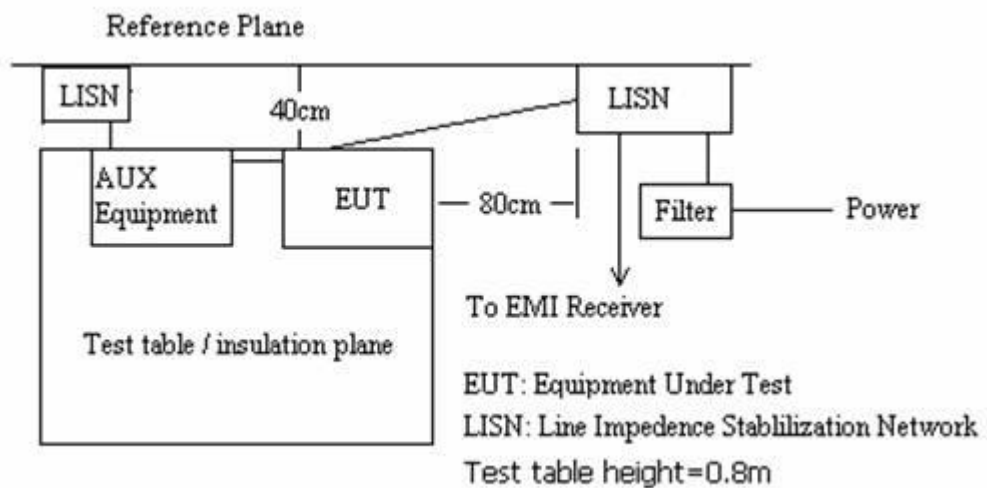 Reference Plane
LISN
40cm
LISN
AUX
Equipment
EUT
80cm
Filter
Power
To EMI Receiver
Test table / insulation plane
EUT: Equipment Under Test
LISN: Line Impedence Stablilization Network
Test table height=0.8m